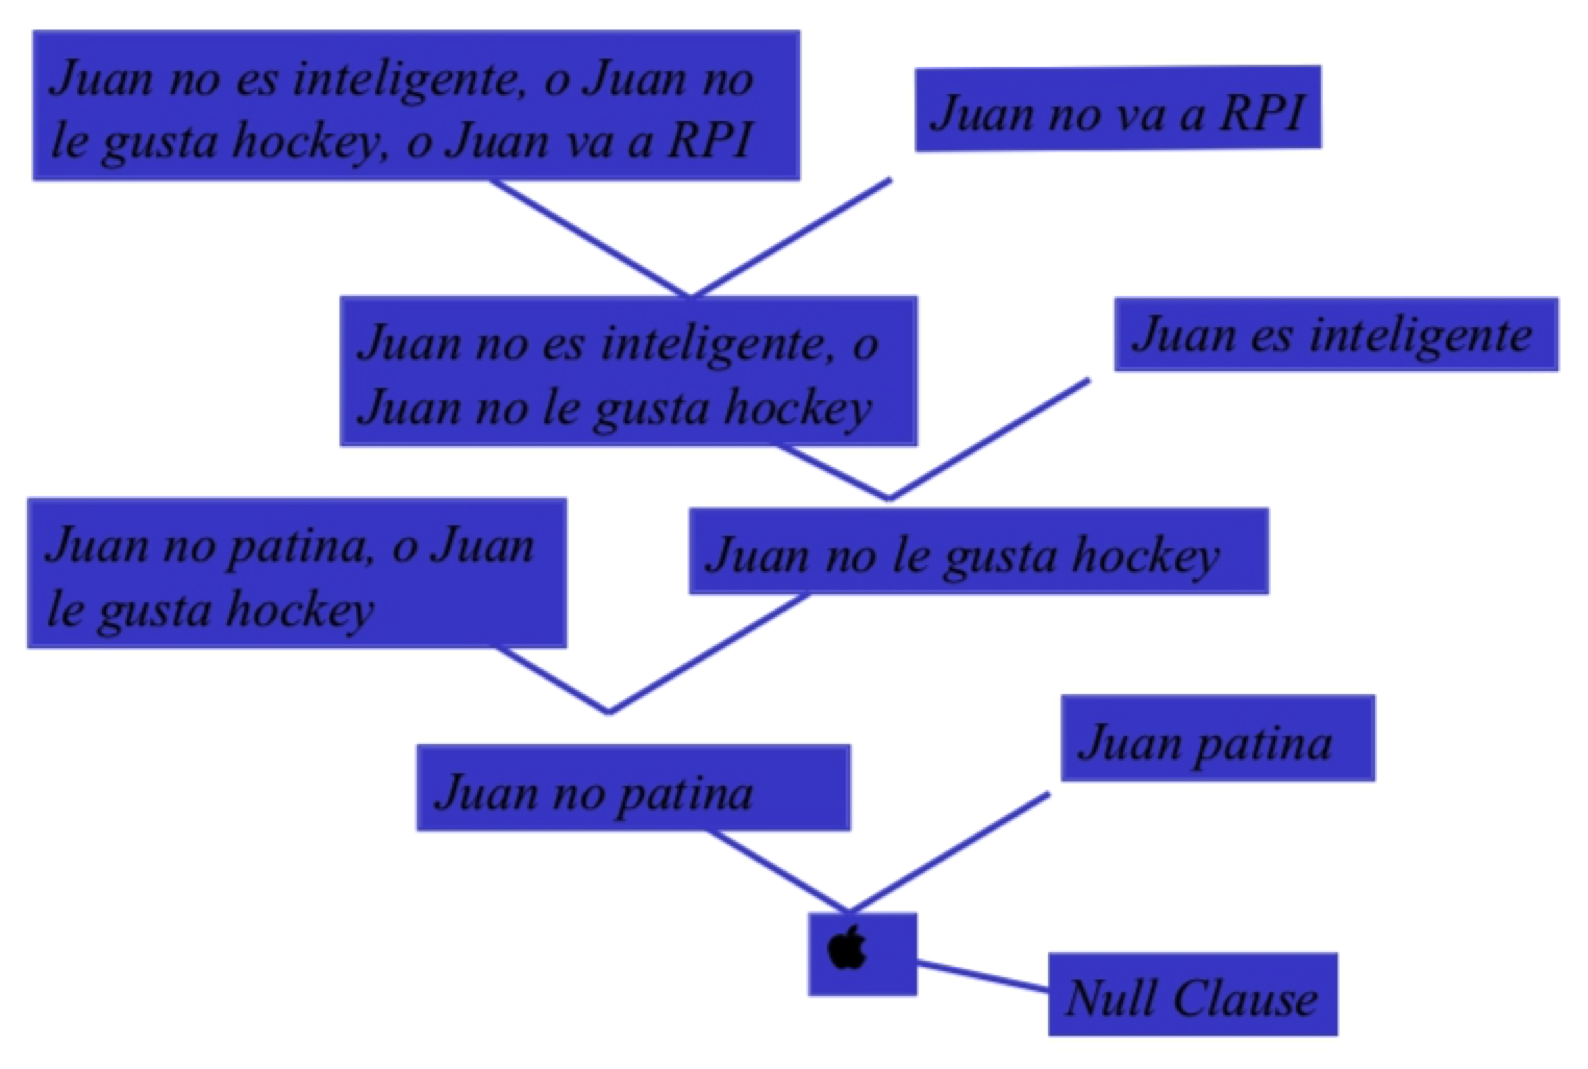 Juan no es inteligente, o Juan no
le gusta hockey, o Juan va a RPI
Juan no va a RPI
Juan no es inteligente, o
Juan no le gusta hockey
Juan es inteligente
Juan no patina, o Juan
le gusta hockey
Juan no le gusta hockey
Juan no patina
Juan patina
Null Clause